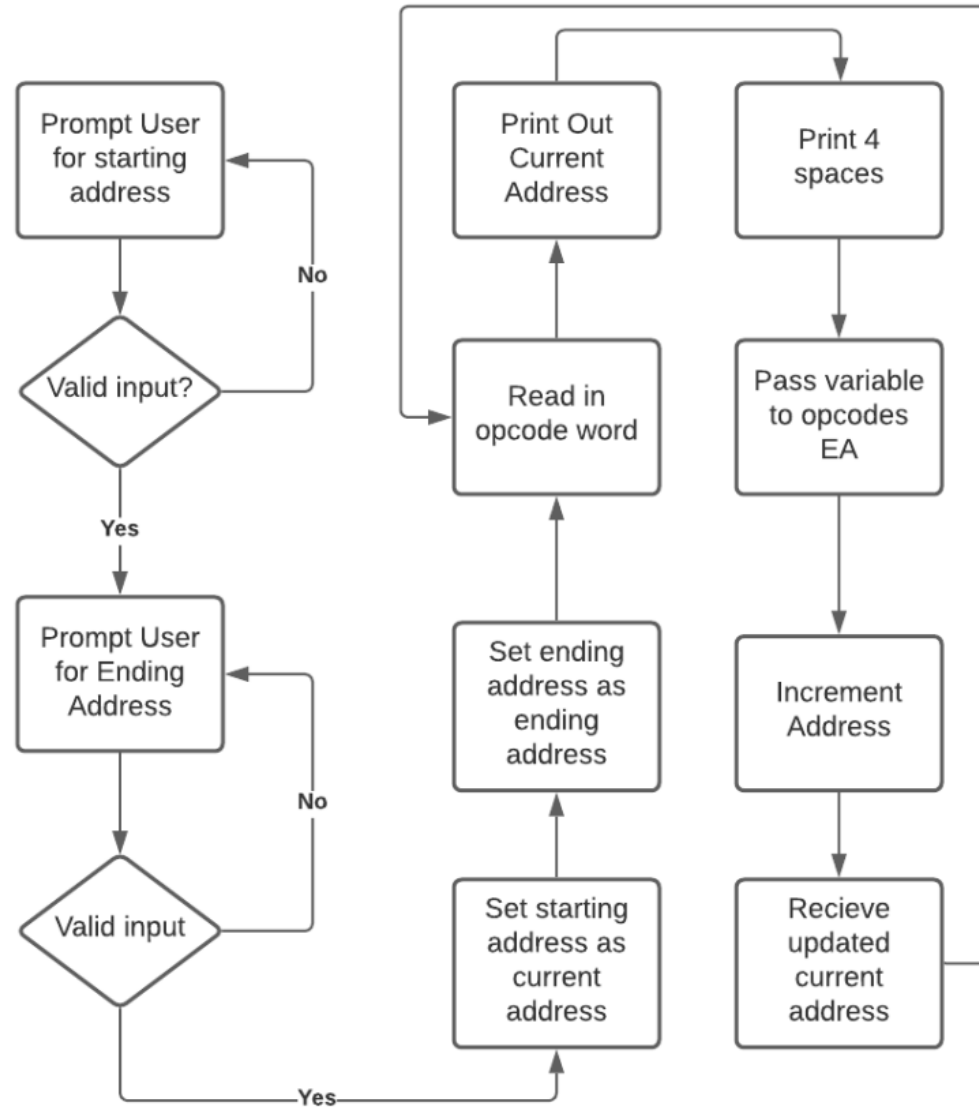 Prompt User
for starting
address
No
Valid input?
Yes
Prompt User
for Ending
Address
No
Valid input
Yes
Set starting
address as
current
address
Set ending
address as
ending
address
Read in
opcode word
Print Out
Current
Address
Print 4
spaces
Pass variable
to opcodes
EA
Increment
Address
Recieve
updated
current
address